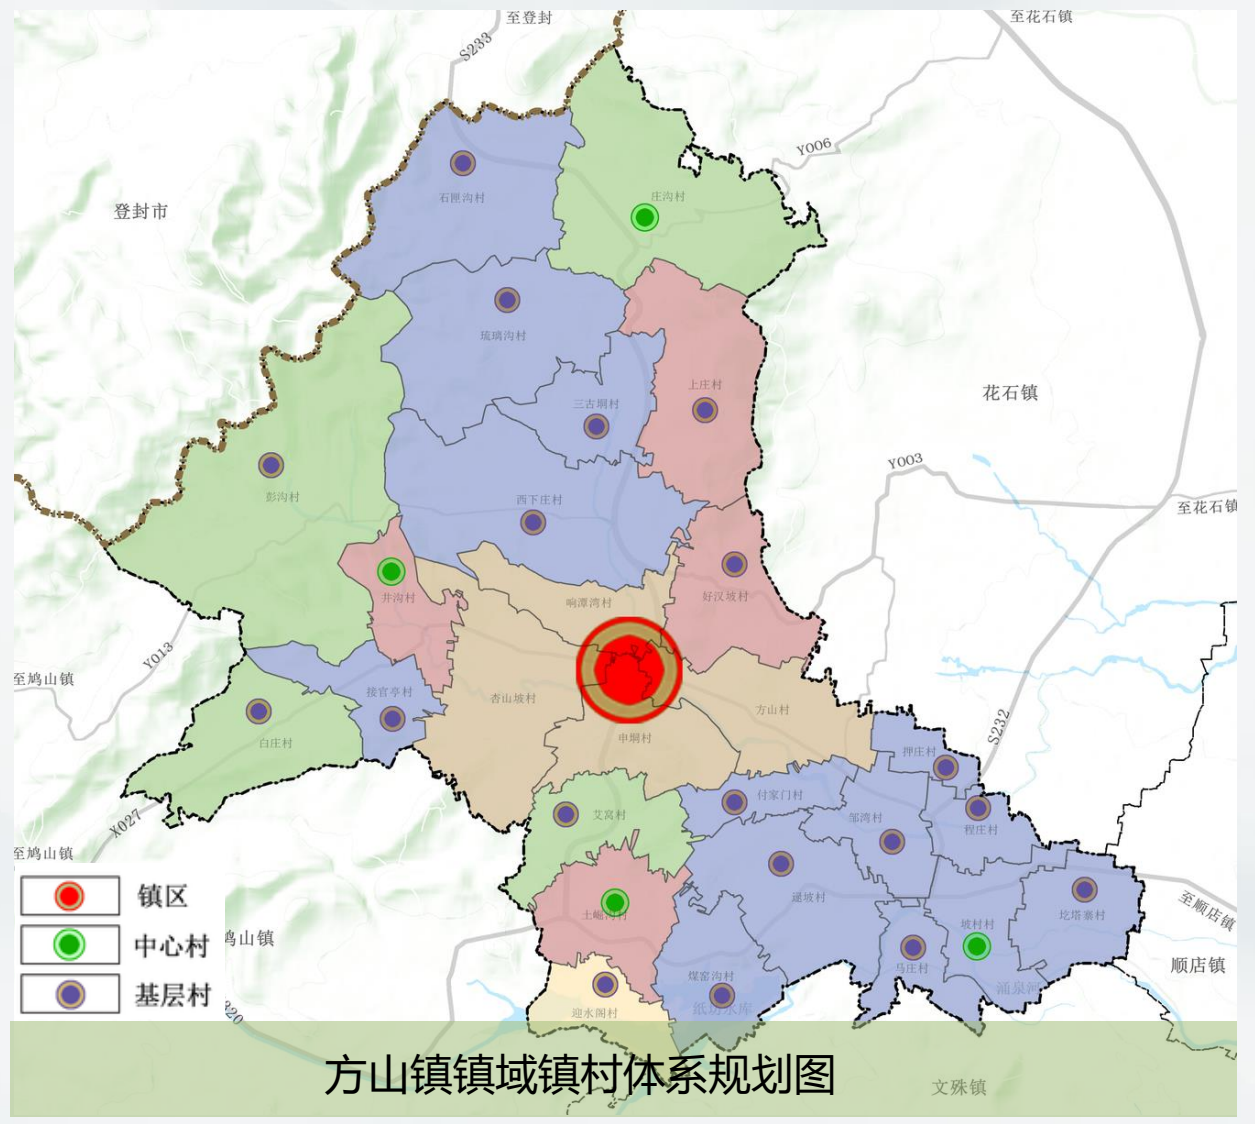 至登封
至花石镇
S233
Y006
石匣沟村
庄沟村
登封市
琉璃沟村
上庄村
花石镇
三古垌村
Y003
彭沟村
西下庄村
至花石镇
井沟村
响潭湾村
好汉坡村
Y013
至鸠山镇
接官亭村
杏山坡村
方山村
S232
白庄村
申垌村
押庄村
付家门村
艾窝村
邹湾村
程庄村
X027
至鸠山镇
镇区
逯坡村
圪塔寨村
至顺店镇
中心村
鸠山镇
坡村村
马庄村
顺店镇
基层村
煤窑沟村
涌泉河
迎水阁村
纸坊水库
方山镇镇域镇村体系规划图
文殊镇